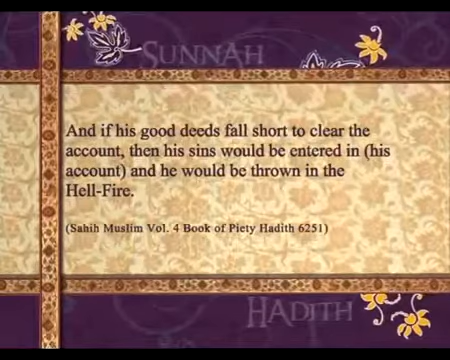 SUNNAH
And if his good deeds fall short to clear the
account, then his sins would be entered in (his
account) and he would be thrown in the
Hell-Fire.
(Sahih Muslim Vol. 4 Book of Piety Hadith 6251)
HADITH